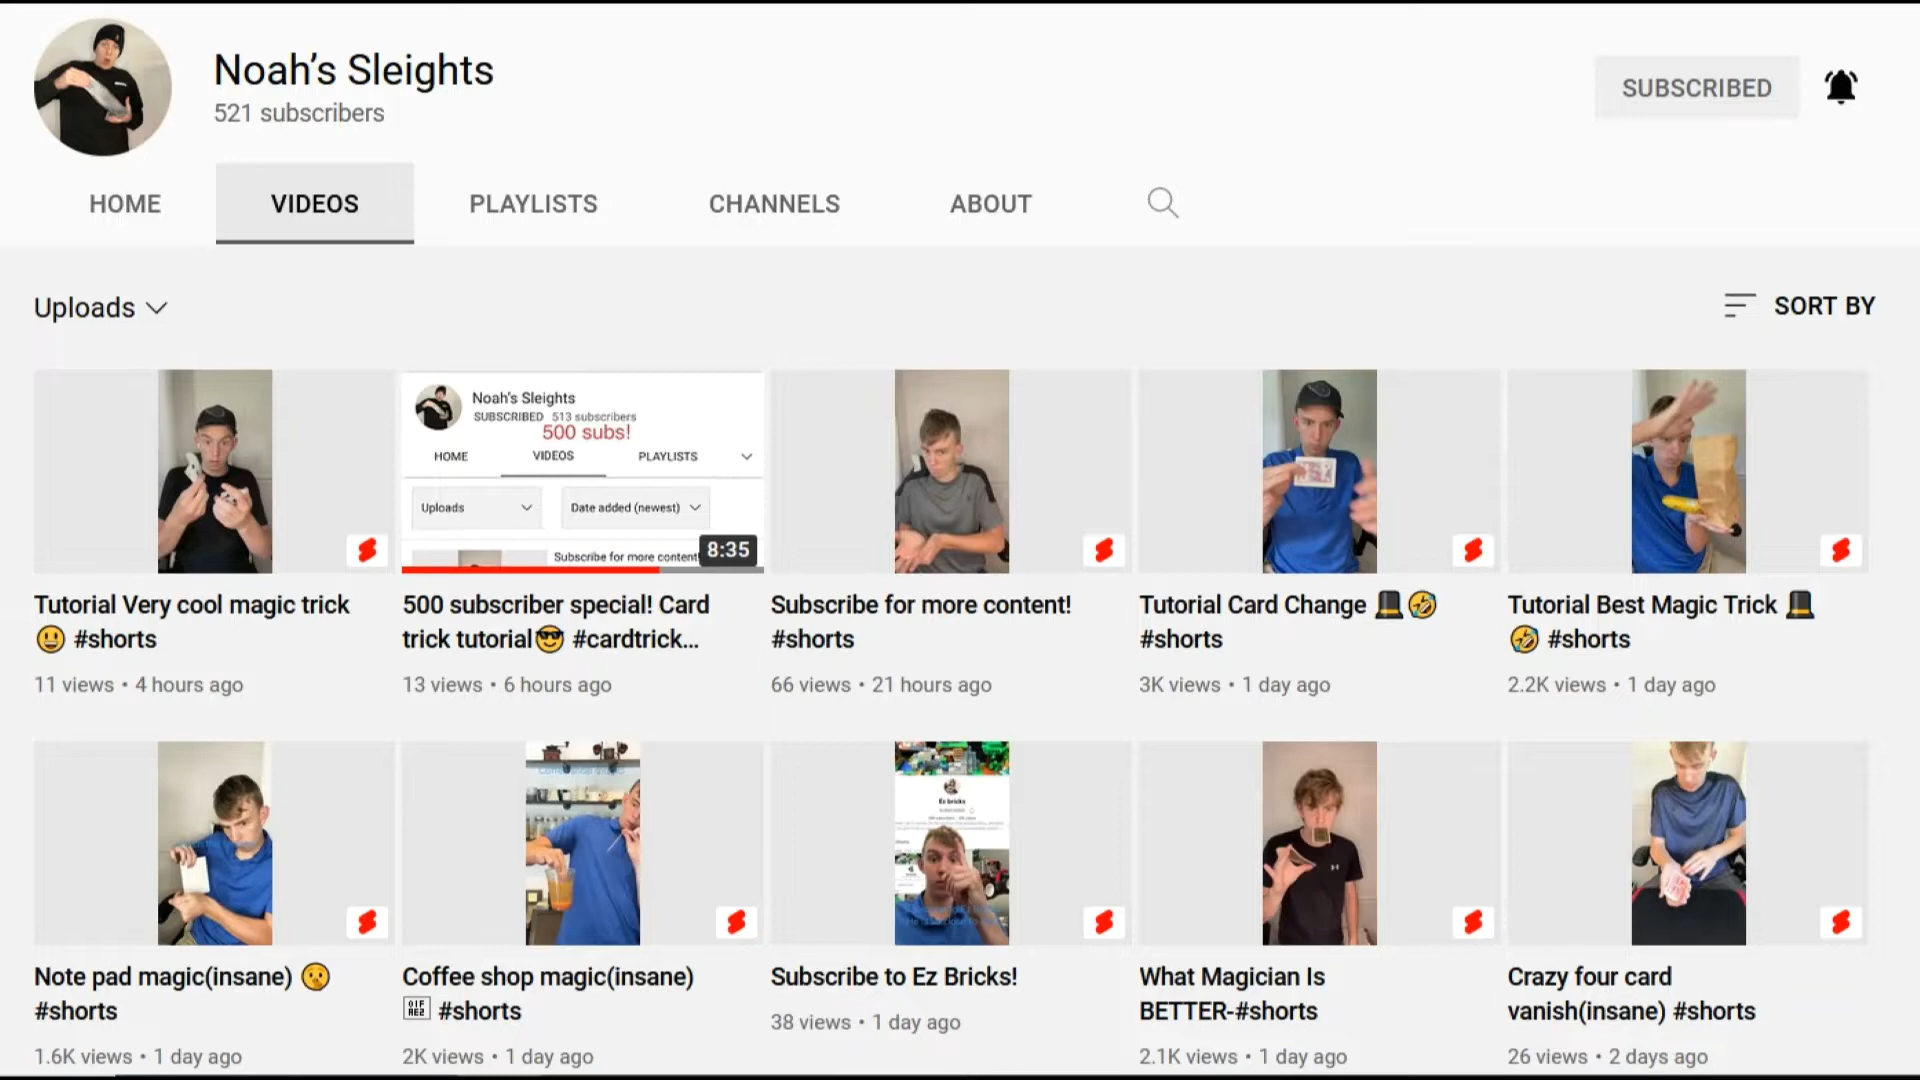 Noah’s Sleights
521 subscribers
SUBSCRIBED
HOME VIDEOS PLAYLISTS CHANNELS ABOUT
Uploads
SORT BY
Noah's Sleights
SUBSCRIBED 513 subscribers
500 subs!
HOME VIDEOS PLAYLISTS
Uploads Date added (newest)
Subscribe for more content!
8:35
Tutorial Very cool magic trick
😃 #shorts
11 views • 4 hours ago
500 subscriber special! Card
trick tutorial😎 #cardtrick...
13 views • 6 hours ago
Subscribe for more content!
#shorts
66 views • 21 hours ago
Tutorial Card Change 🎩🤣
#shorts
3K views • 1 day ago
Tutorial Best Magic Trick 🎩
🤣 #shorts
2.2K views • 1 day ago
Ez bricks
Note pad magic(insane) 🤫
#shorts
1.6K views • 1 day ago
Coffee shop magic(insane)
#shorts
2K views • 1 day ago
Subscribe to Ez Bricks!
38 views • 1 day ago
What Magician Is
BETTER-#shorts
2.1K views • 1 day ago
Crazy four card
vanish(insane) #shorts
26 views • 2 days ago